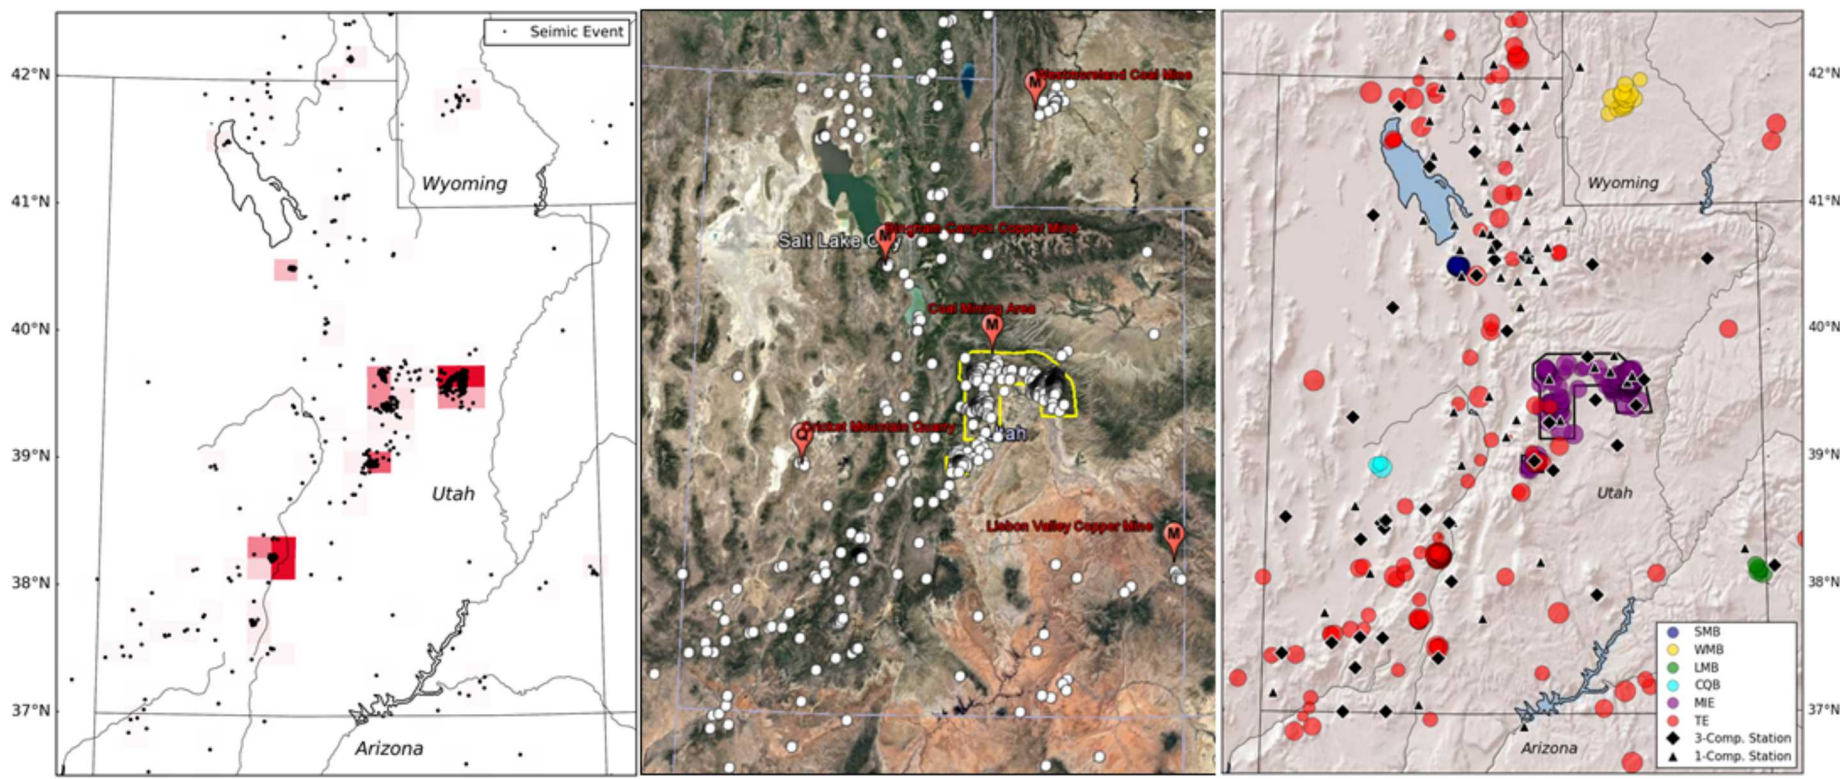 Seimic Event
42°N
Wyoming
41°N
40°N
39°N
Utah
38°N
37°N
Arizona
Westmoreland Coal Mine
M
Bingham Canyon Copper Mine
M
Salt Lake City
Coal Mining Area
M
Cricket Mountain Quarry
Utah
Lisbon Valley Copper Mine
M
42°N
Wyoming
41°N
40°N
39°N
Utah
38°N
37°N
Arizona
SMB
WMB
LMB
CQB
MIE
TE
3-Comp. Station
1-Comp. Station